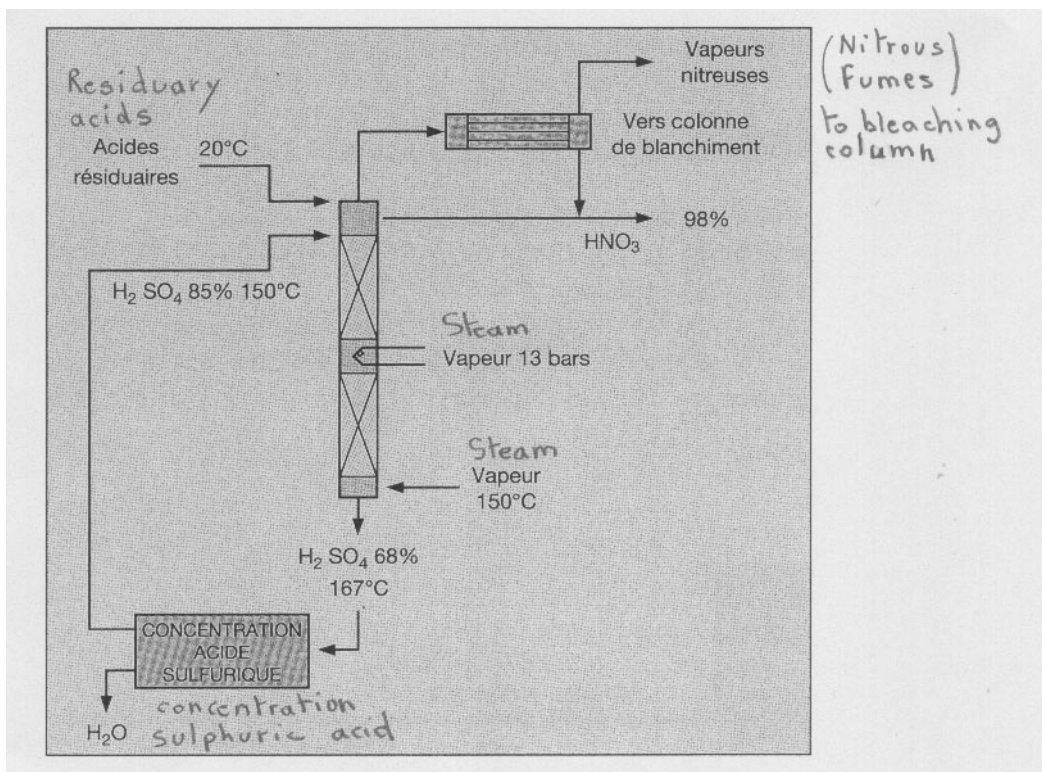 Residuary
acids
Acides
résiduaires
20°C
Vapeurs
nitreuses
(Nitrous
Fumes)
Vers colonne
de blanchiment
to bleaching
column
98%
HNO3
H2 SO4 85% 150°C
Steam
Vapeur 13 bars
Steam
Vapeur
150°C
H2 SO4 68%
167°C
CONCENTRATION
ACIDE
SULFURIQUE
H2O
concentration
sulphuric acid